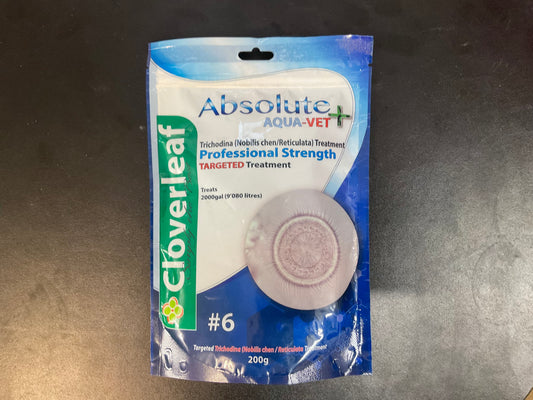 Absolute+
AQUA-VET
Trichodina (Nobilis chen/Reticulata) Treatment
Professional Strength
TARGETED Treatment
Treats
2000gal (9'080 litres)
Cloverleaf
#6
Targeted Trichodina (Nobilis chen / Reticulata Treatment
200g